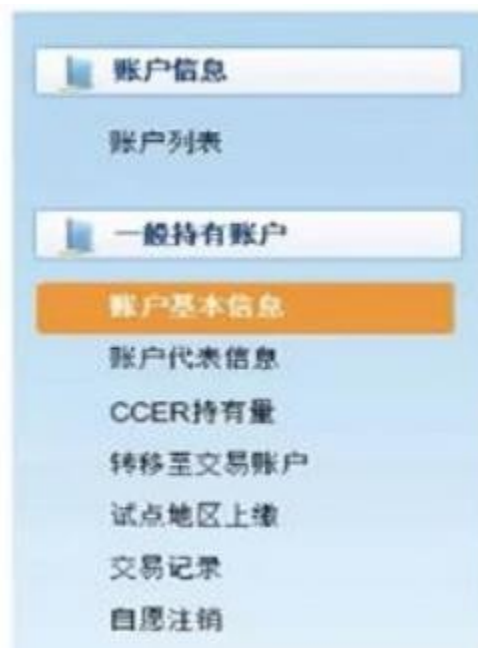 账户信息
账户列表
一般持有账户
账户基本信息
账户代表信息
CCER持有量
转移至交易账户
试点地区上缴
交易记录
自愿注销